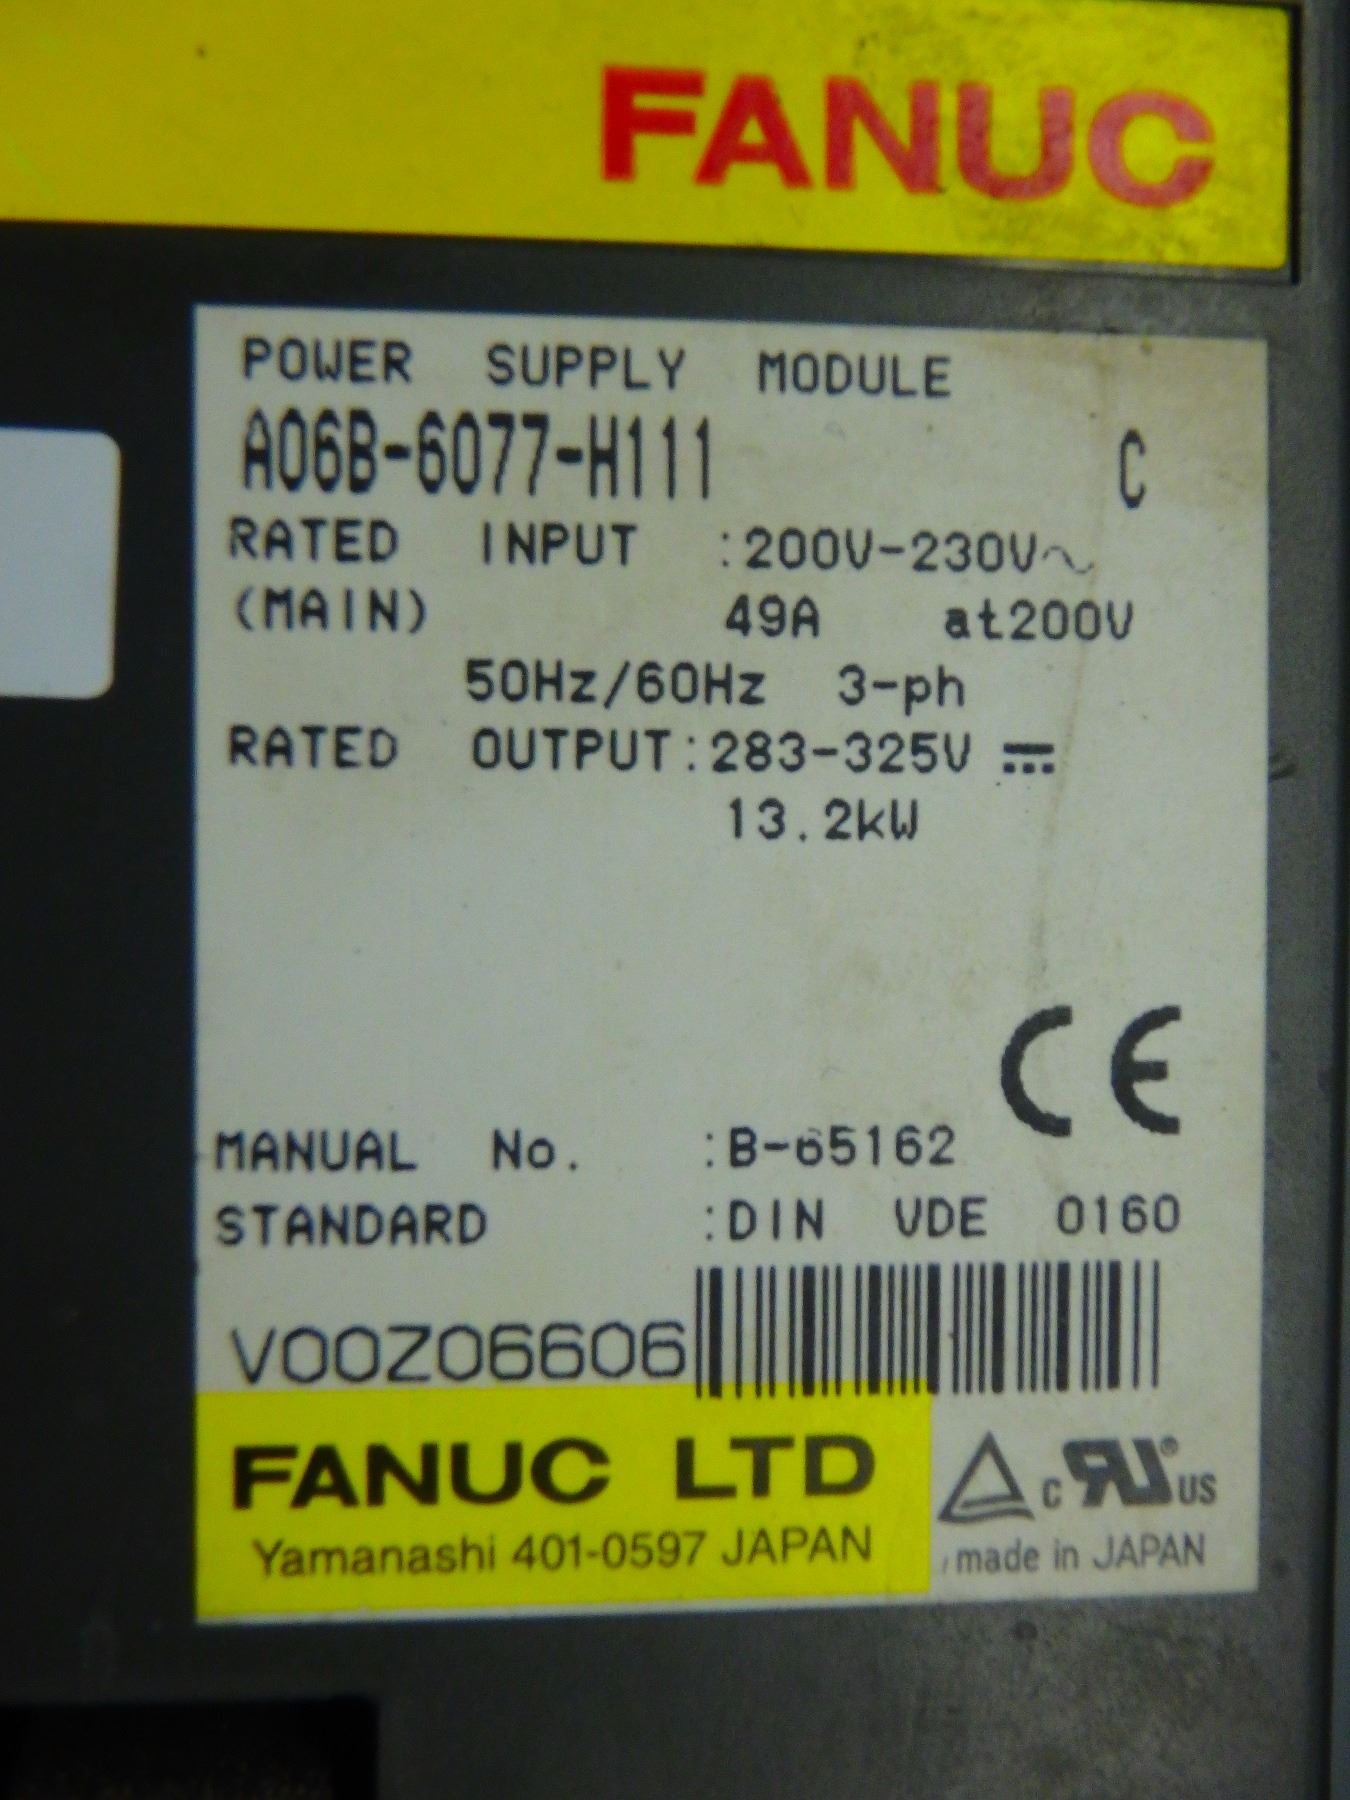 FANUC
POWER SUPPLY MODULE
A06B-6077-H111 C
RATED INPUT :200V-230V~
(MAIN) 49A at200V
50Hz/60Hz 3-ph
RATED OUTPUT:283-325V ⎓
13.2kW
CE
MANUAL No. :B-65162
STANDARD :DIN VDE 0160
V00Z06606
FANUC LTD
Yamanashi 401-0597 JAPAN
c RU® US
made in JAPAN